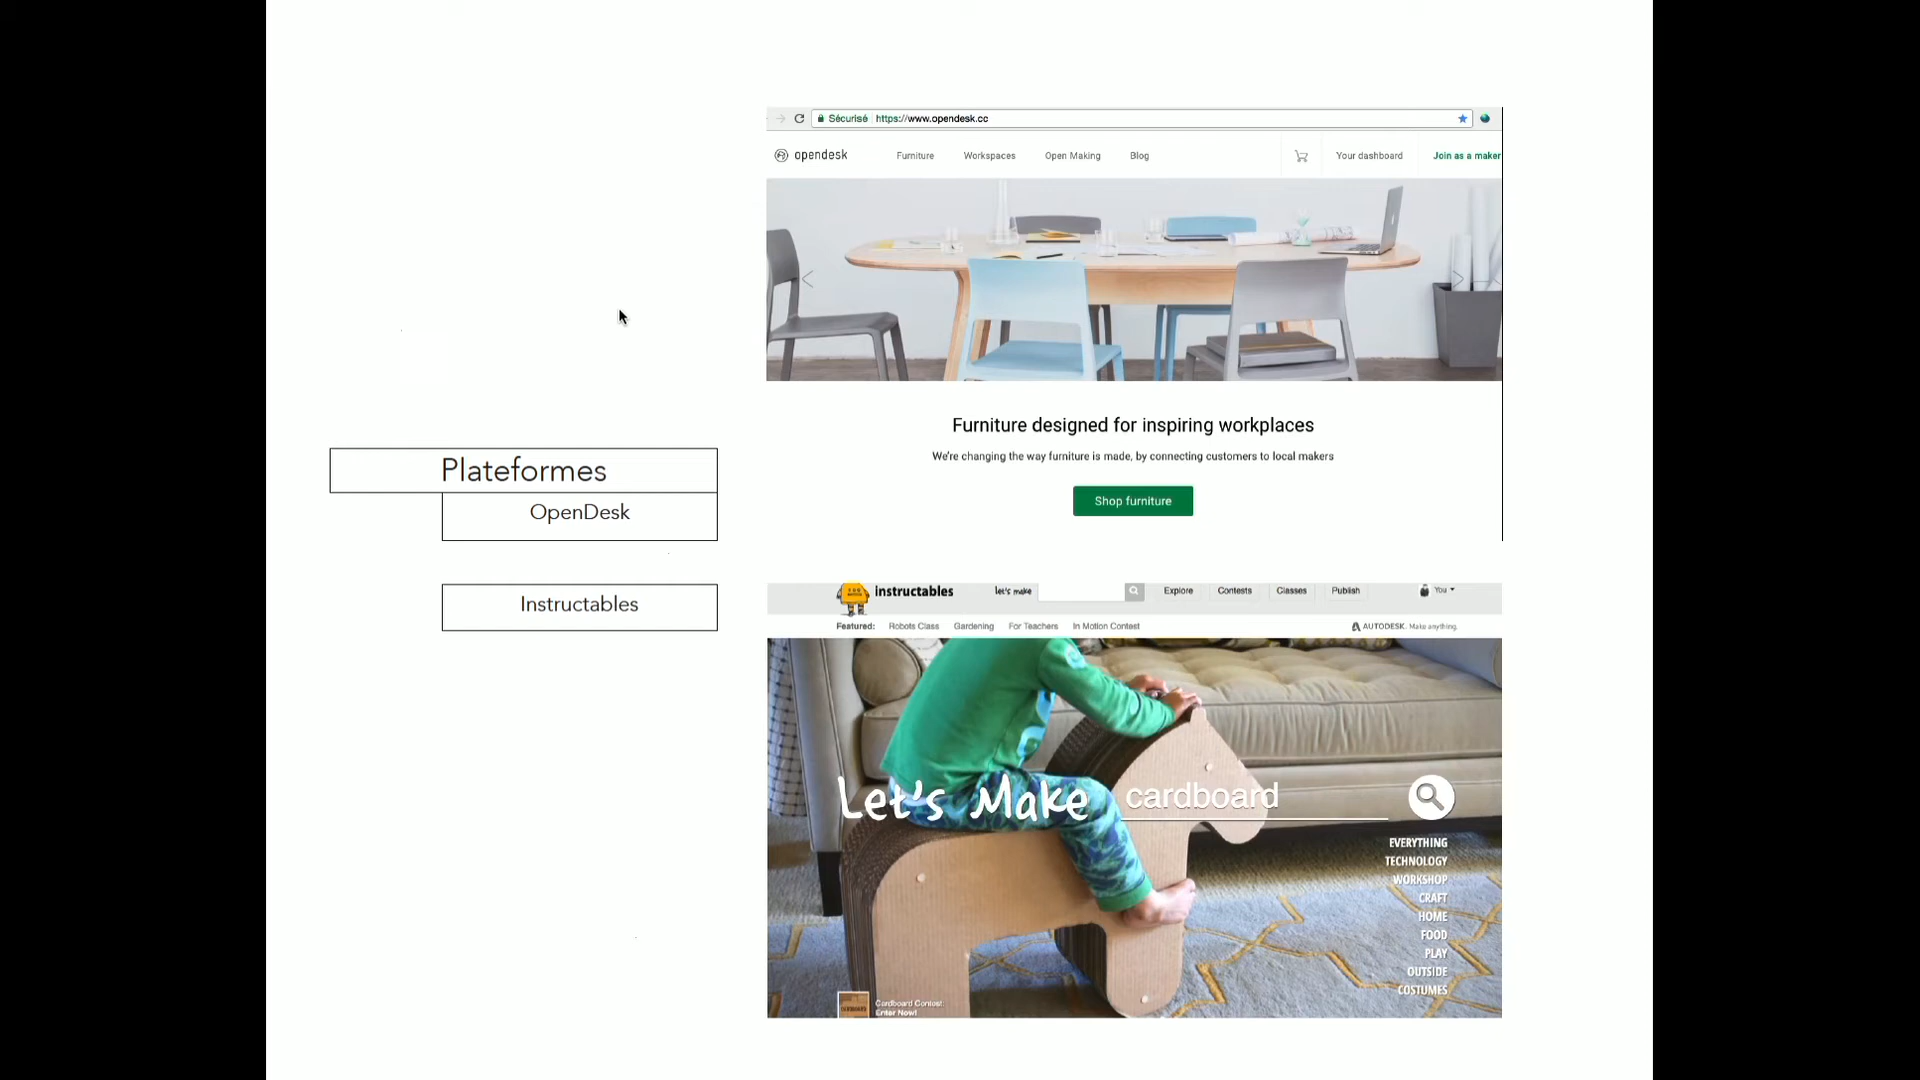 Plateformes
OpenDesk
Instructables
Sécurisé https://www.opendesk.cc
opendesk Furniture Workspaces Open Making Blog Your dashboard Join as a maker
Furniture designed for inspiring workplaces
We're changing the way furniture is made, by connecting customers to local makers
Shop furniture
instructables let's make Explore Contests Classes Publish You
Featured: Robots Class Gardening For Teachers In Motion Contest AUTODESK. Make anything.
Let's Make cardboard
EVERYTHING
TECHNOLOGY
WORKSHOP
CRAFT
HOME
FOOD
PLAY
OUTSIDE
COSTUMES
Cardboard Contest:
Enter Now!